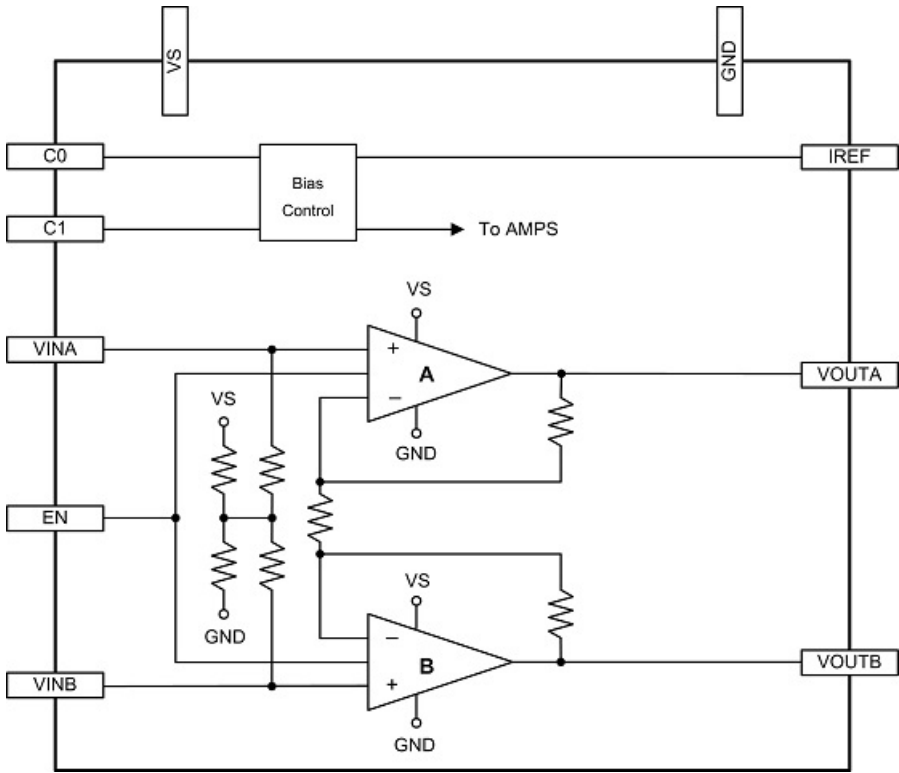 VS
GND
C0
Bias
Control
IREF
C1
To AMPS
VS
VINA
+
A
VOUTA
−
VS
GND
EN
VS
GND
−
B
VOUTB
+
VINB
GND